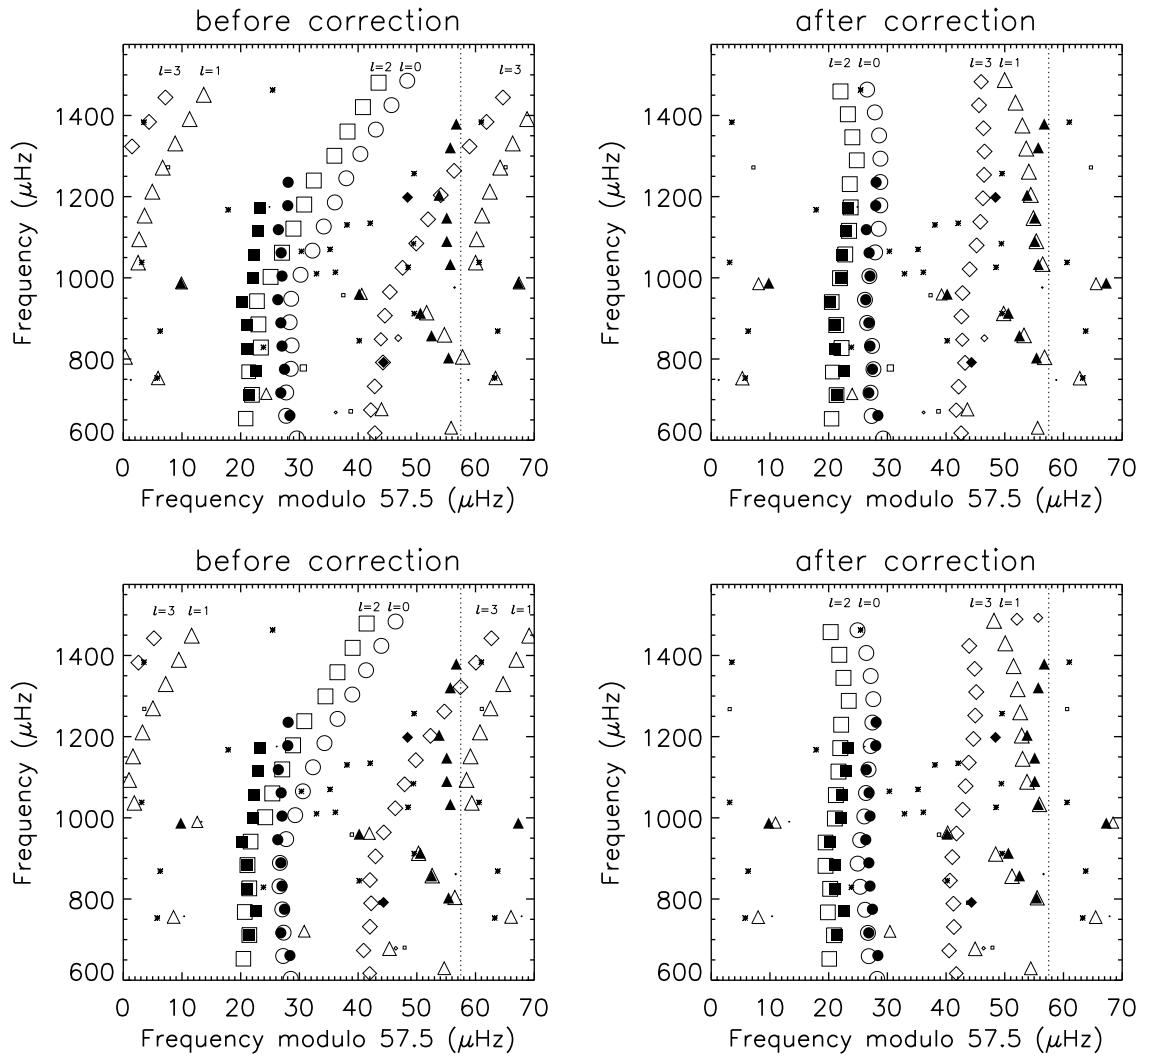 before correction
after correction
l=3 l=1 l=2 l=0 l=3
l=2 l=0 l=3 l=1
Frequency (μHz)
1400
1200
1000
800
600
0 10 20 30 40 50 60 70
Frequency modulo 57.5 (μHz)
Frequency (μHz)
1400
1200
1000
800
600
0 10 20 30 40 50 60 70
Frequency modulo 57.5 (μHz)
before correction
after correction
l=3 l=1 l=2 l=0 l=3 l=1
l=2 l=0 l=3 l=1
Frequency (μHz)
1400
1200
1000
800
600
0 10 20 30 40 50 60 70
Frequency modulo 57.5 (μHz)
Frequency (μHz)
1400
1200
1000
800
600
0 10 20 30 40 50 60 70
Frequency modulo 57.5 (μHz)